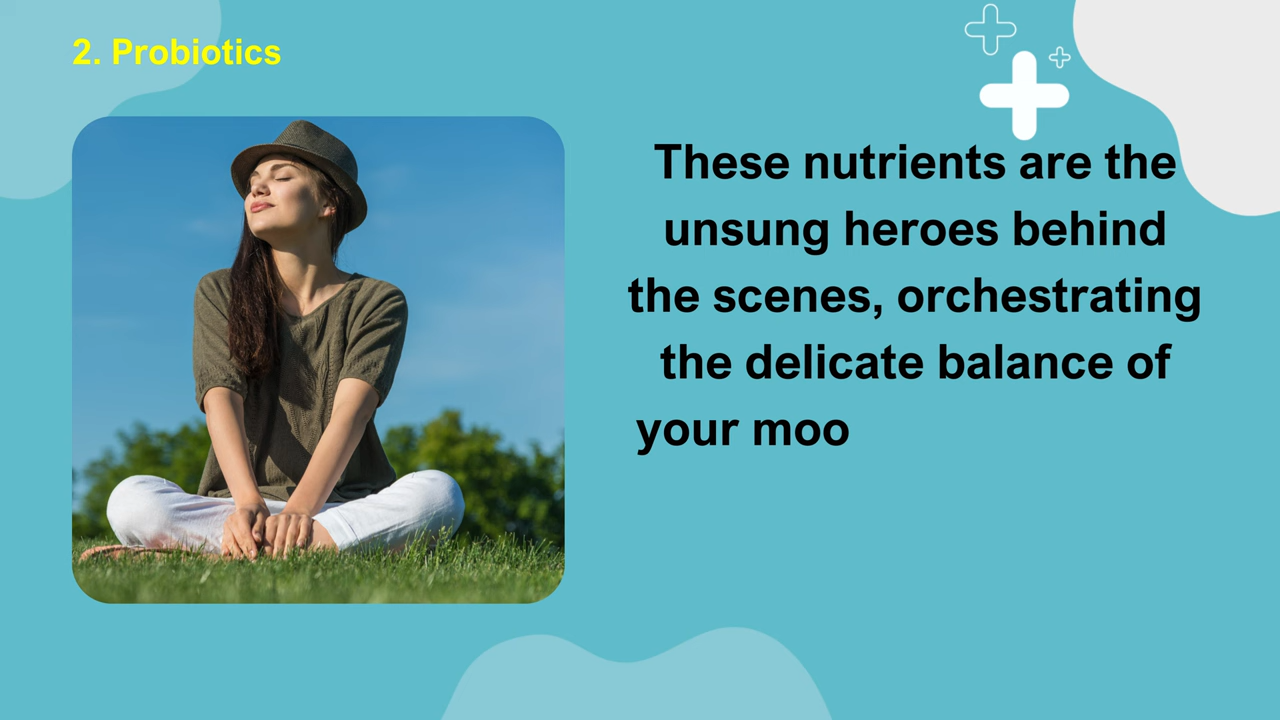 2. Probiotics
These nutrients are the
unsung heroes behind
the scenes, orchestrating
the delicate balance of
your moo